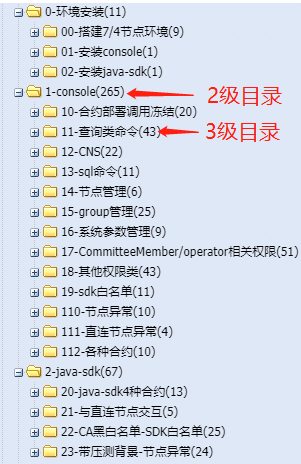 0-环境安装(11)
00-搭建7/4节点环境(9)
01-安装console(1)
02-安装java-sdk(1)
1-console(265) 2级目录
10-合约部署调用冻结(20)
11-查询类命令(43) 3级目录
12-CNS(22)
13-sql命令(11)
14-节点管理(6)
15-group管理(25)
16-系统参数管理(9)
17-CommitteeMember/operator相关权限(51)
18-其他权限类(43)
19-sdk白名单(11)
110-节点异常(10)
111-直连节点异常(4)
112-各种合约(10)
2-java-sdk(67)
20-java-sdk4种合约(13)
21-与直连节点交互(5)
22-CA黑白名单-SDK白名单(25)
23-带压测背景-节点异常(24)